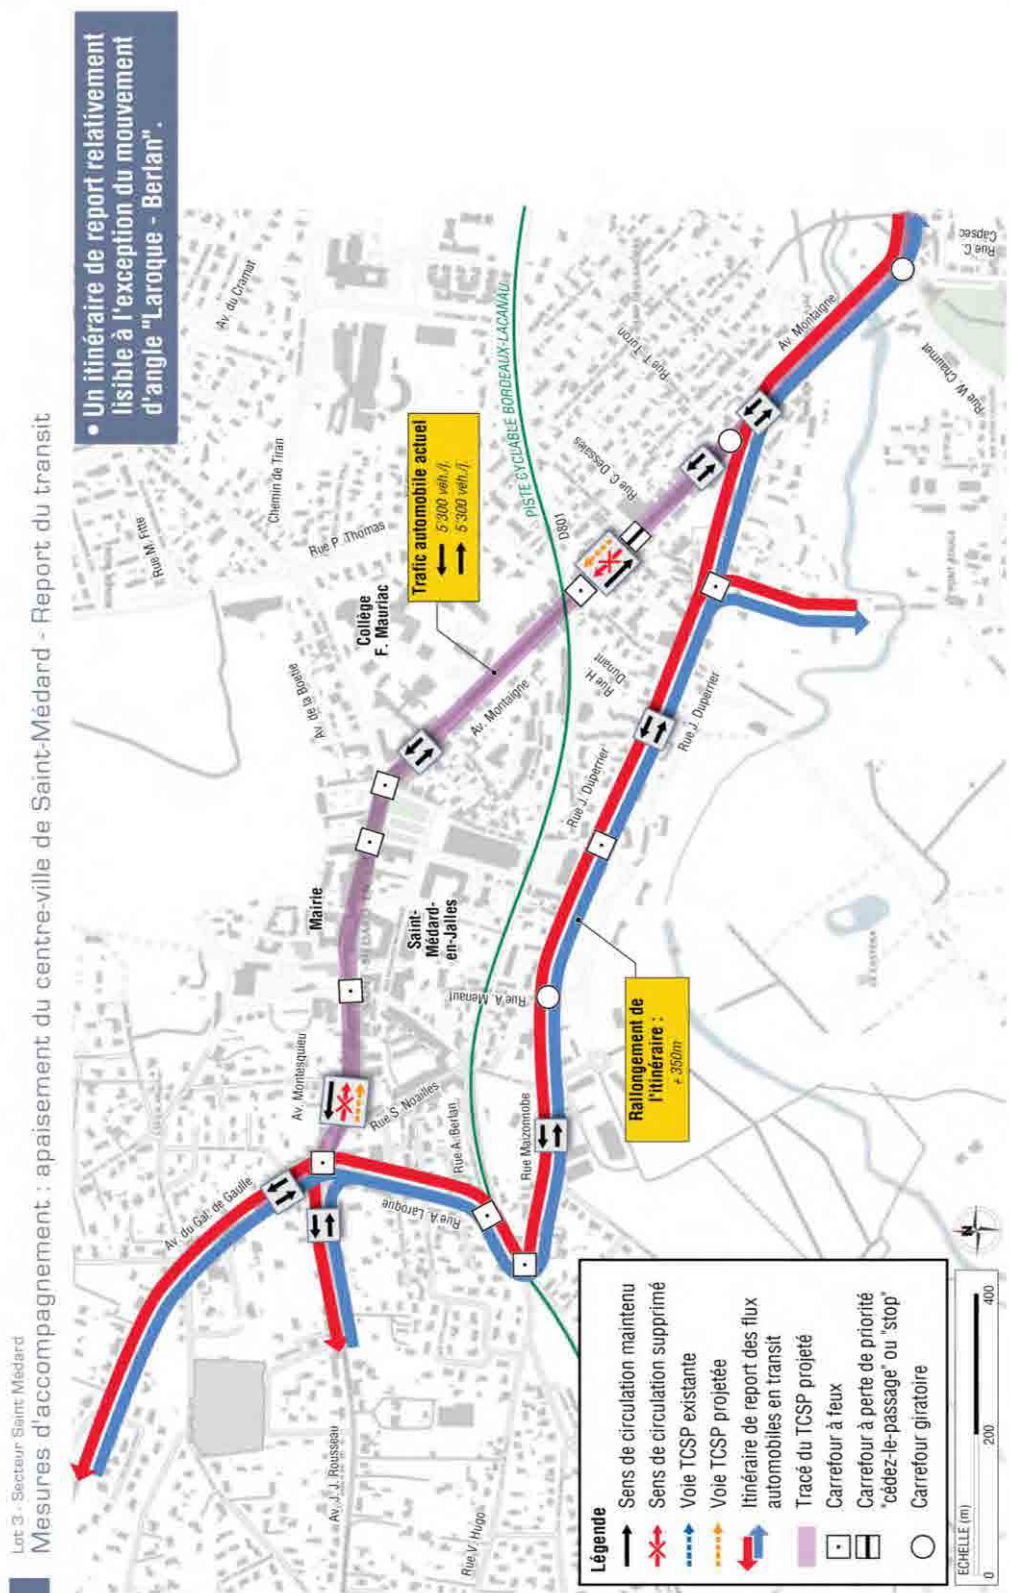 Lot 3 - Secteur Saint Médard
Mesures d'accompagnement : apaisement du centre-ville de Saint-Médard - Report du transit
• Un itinéraire de report relativement
lisible à l'exception du mouvement
d'angle "Laroque - Berlan".
Av. du Cramat
Rue M. Fitte
Chemin de Tiran
Rue P. Thomas
Collège
F. Mauriac
Av. de la Boëtie
Trafic automobile actuel
5'300 véh./j.
5'300 véh./j.
PISTE CYCLABLE BORDEAUX-LACANAU
Rue T. Turon
Rue C. Dessales
D801
Av. Montaigne
Rue C.
Capsec
Rue W. Chaumet
Av. Montaigne
Rue H.
Dunant
Rue J. Duperrier
Rue J. Duperrier
Mairie
Saint-
Médard-
en-Jalles
Rue A. Menaut
Av. Montesquieu
Rue S. Noailles
Rue A. Berlan
Rue Maizonnobe
Rallongement de
l'itinéraire :
+ 350m
Av. du Gal. de Gaulle
Rue A. Laroque
Av. J. J. Rousseau
Rue V. Hugo
Légende
Sens de circulation maintenu
Sens de circulation supprimé
Voie TCSP existante
Voie TCSP projetée
Itinéraire de report des flux
automobiles en transit
Tracé du TCSP projeté
Carrefour à feux
Carrefour à perte de priorité
"cédez-le-passage" ou "stop"
Carrefour giratoire
ECHELLE (m)
0 200 400
N